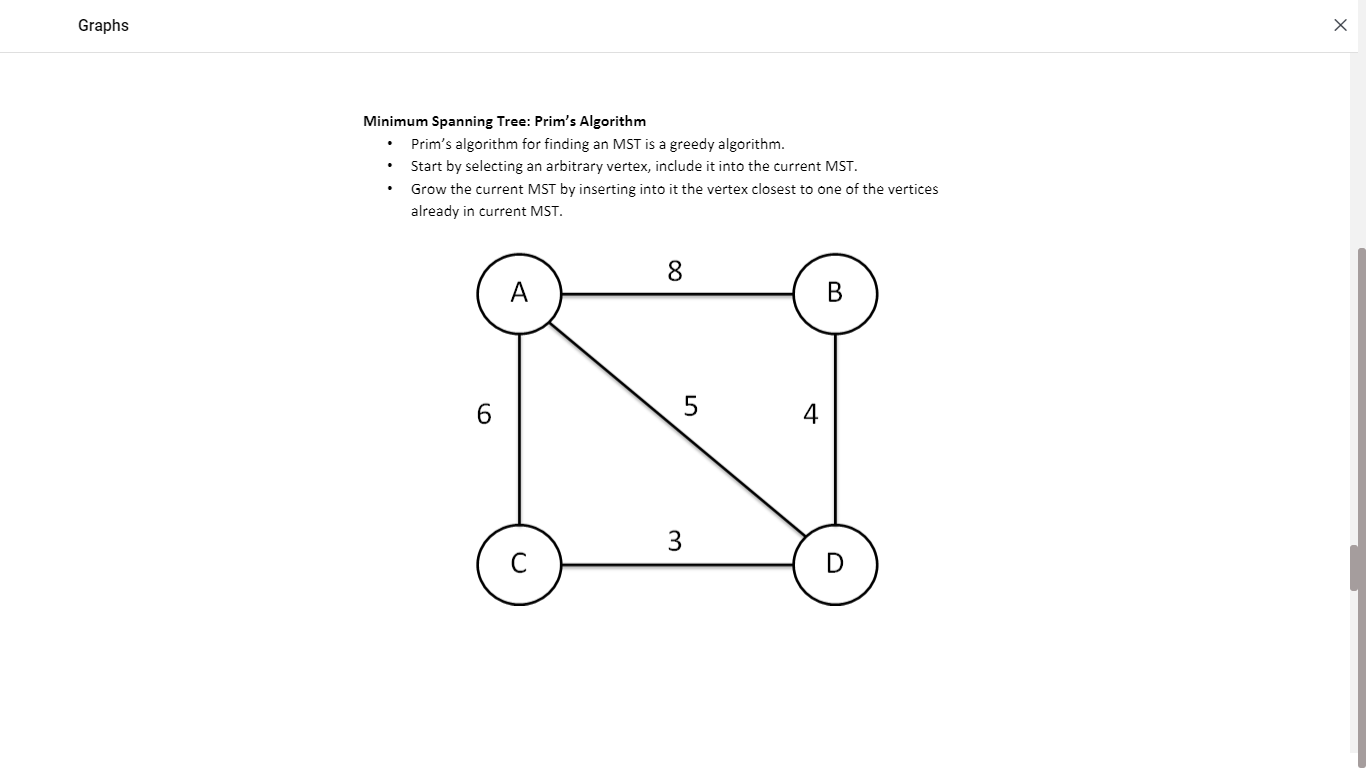 Graphs
Minimum Spanning Tree: Prim’s Algorithm
• Prim’s algorithm for finding an MST is a greedy algorithm.
• Start by selecting an arbitrary vertex, include it into the current MST.
• Grow the current MST by inserting into it the vertex closest to one of the vertices
already in current MST.
8
A
B
5
6
4
3
C
D